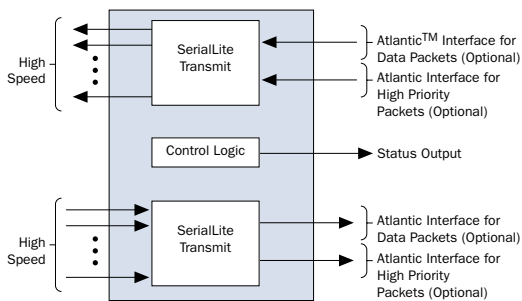 High
Speed
SerialLite
Transmit
Atlantic™ Interface for
Data Packets (Optional)
Atlantic Interface for
High Priority
Packets (Optional)
Control Logic
Status Output
High
Speed
SerialLite
Transmit
Atlantic Interface for
Data Packets (Optional)
Atlantic Interface for
High Priority
Packets (Optional)